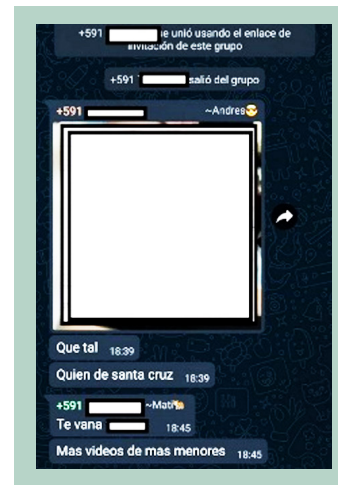 +591 se unió usando el enlace de
invitación de este grupo
+591 salió del grupo
+591 ~Andres😎
Que tal 18:39
Quien de santa cruz 18:39
+591 ~Mati
Te vana 18:45
Mas videos de mas menores 18:45